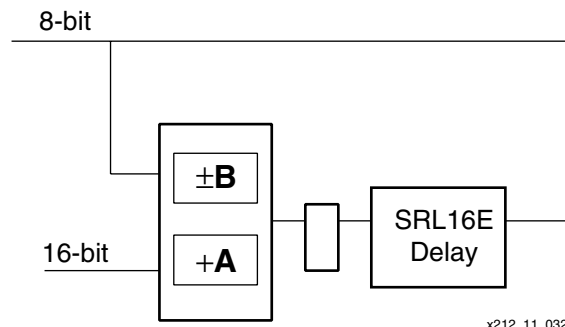 8-bit
±B
SRL16E
Delay
16-bit
+A
x212_11_032